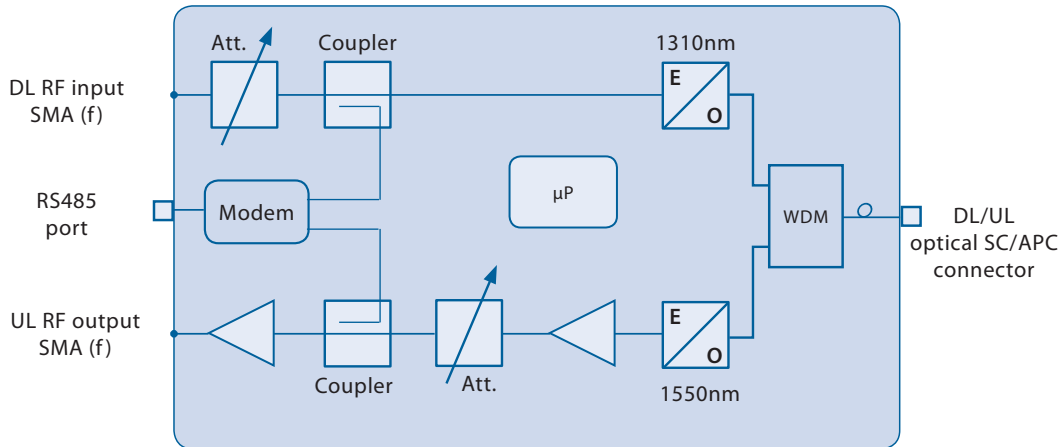 Att.
Coupler
1310nm
DL RF input
SMA (f)
E
O
RS485
port
Modem
µP
WDM
DL/UL
optical SC/APC
connector
UL RF output
SMA (f)
E
O
Coupler
Att.
1550nm